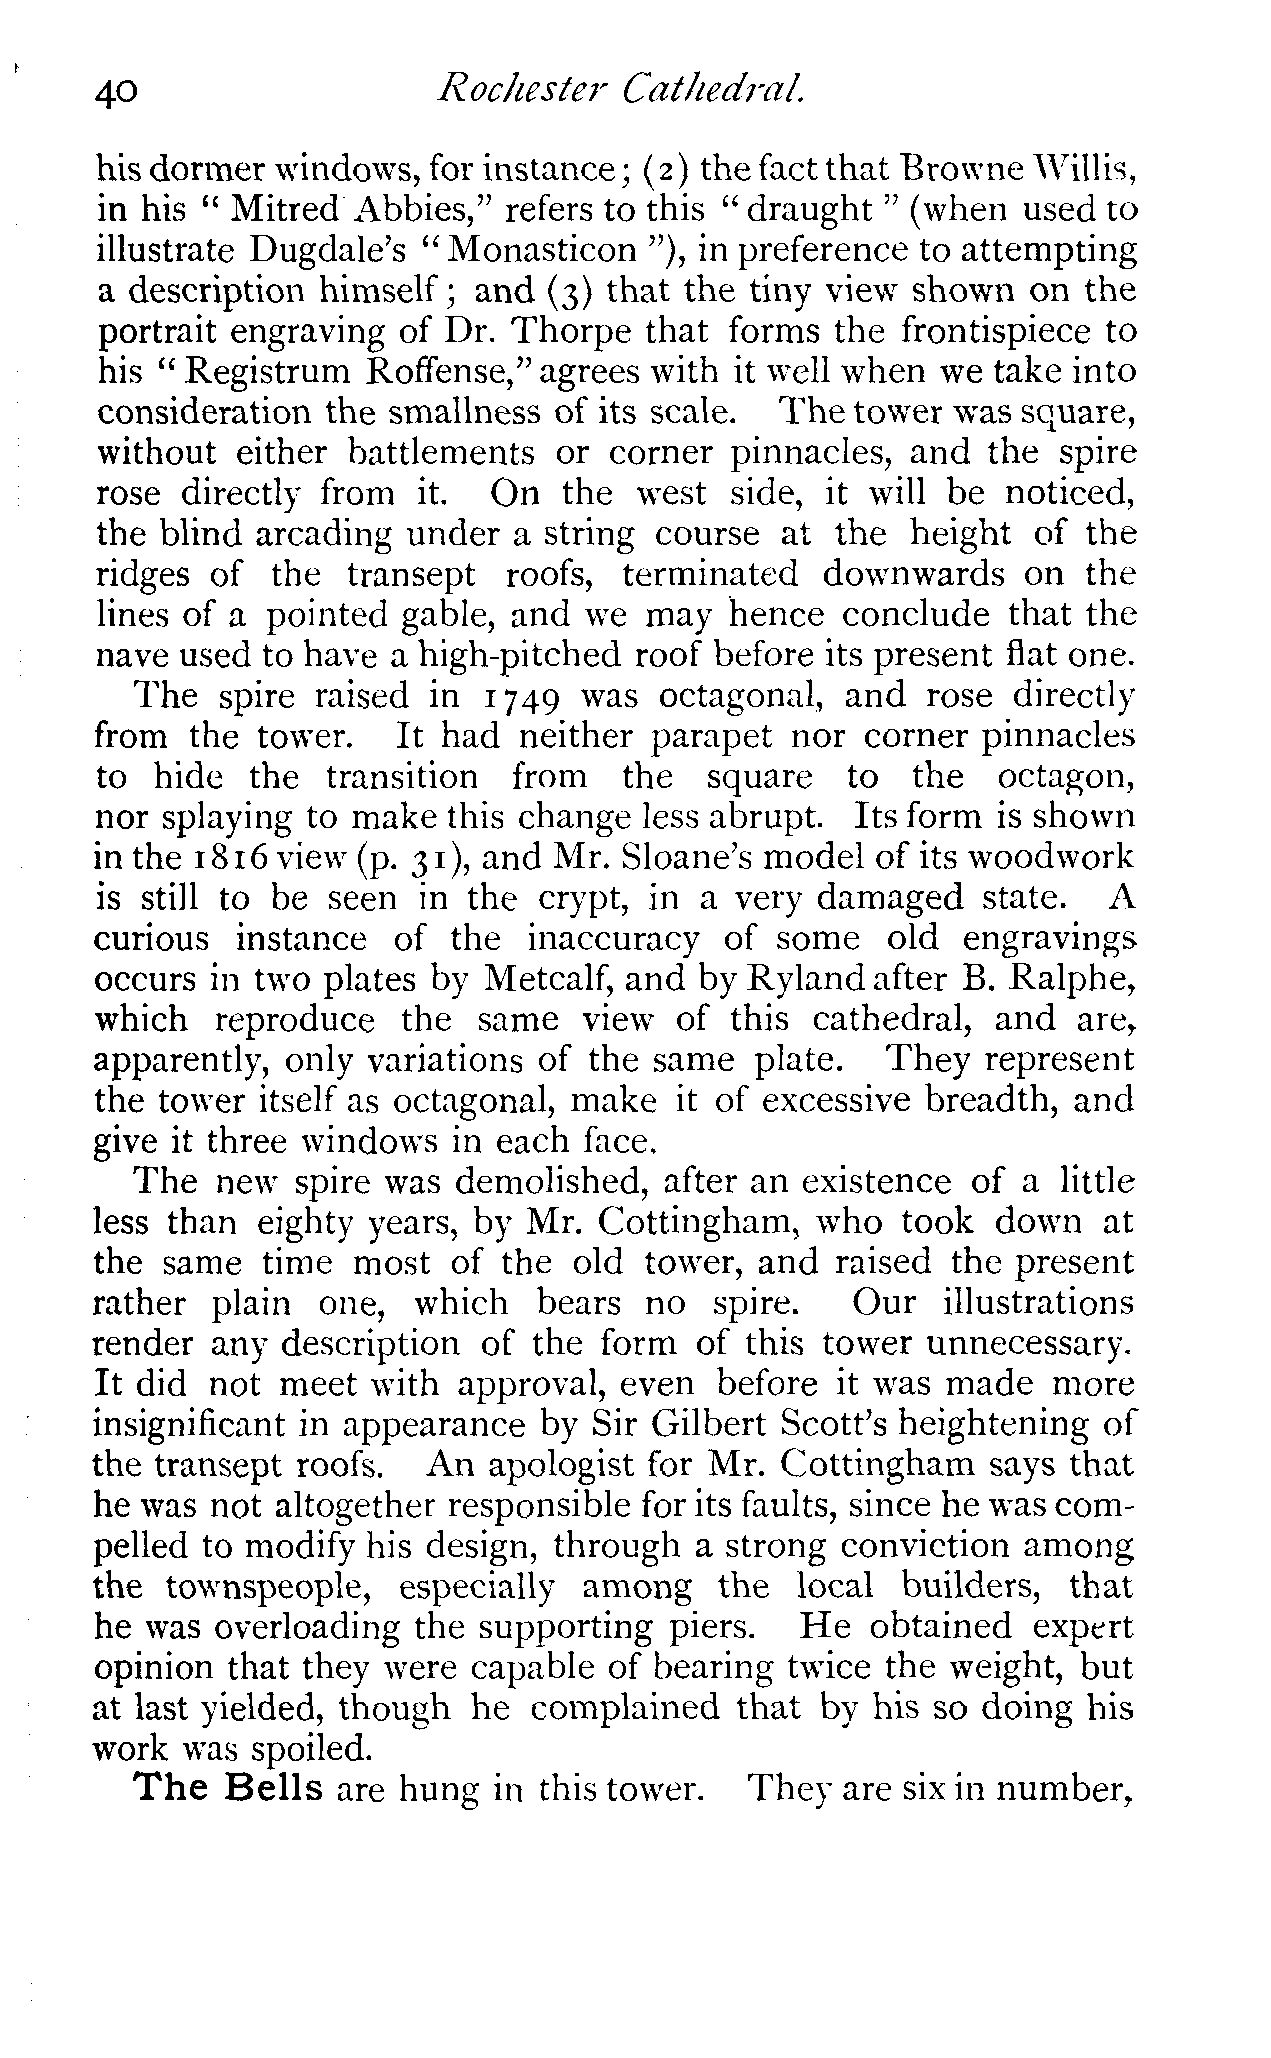 40 Rochester Cathedral.
his dormer windows, for instance; (2) the fact that Browne Willis,
in his “ Mitred Abbies,” refers to this “ draught ” (when used to
illustrate Dugdale's “ Monasticon ”), in preference to attempting
a description himself ; and (3) that the tiny view shown on the
portrait engraving of Dr. Thorpe that forms the frontispiece to
his “ Registrum Roffense,” agrees with it well when we take into
consideration the smallness of its scale. The tower was square,
without either battlements or corner pinnacles, and the spire
rose directly from it. On the west side, it will be noticed,
the blind arcading under a string course at the height of the
ridges of the transept roofs, terminated downwards on the
lines of a pointed gable, and we may hence conclude that the
nave used to have a high-pitched roof before its present flat one.
The spire raised in 1749 was octagonal, and rose directly
from the tower. It had neither parapet nor corner pinnacles
to hide the transition from the square to the octagon,
nor splaying to make this change less abrupt. Its form is shown
in the 1816 view (p. 31), and Mr. Sloane's model of its woodwork
is still to be seen in the crypt, in a very damaged state. A
curious instance of the inaccuracy of some old engravings
occurs in two plates by Metcalf, and by Ryland after B. Ralphe,
which reproduce the same view of this cathedral, and are,
apparently, only variations of the same plate. They represent
the tower itself as octagonal, make it of excessive breadth, and
give it three windows in each face.
The new spire was demolished, after an existence of a little
less than eighty years, by Mr. Cottingham, who took down at
the same time most of the old tower, and raised the present
rather plain one, which bears no spire. Our illustrations
render any description of the form of this tower unnecessary.
It did not meet with approval, even before it was made more
insignificant in appearance by Sir Gilbert Scott's heightening of
the transept roofs. An apologist for Mr. Cottingham says that
he was not altogether responsible for its faults, since he was com-
pelled to modify his design, through a strong conviction among
the townspeople, especially among the local builders, that
he was overloading the supporting piers. He obtained expert
opinion that they were capable of bearing twice the weight, but
at last yielded, though he complained that by his so doing his
work was spoiled.
The Bells are hung in this tower. They are six in number,